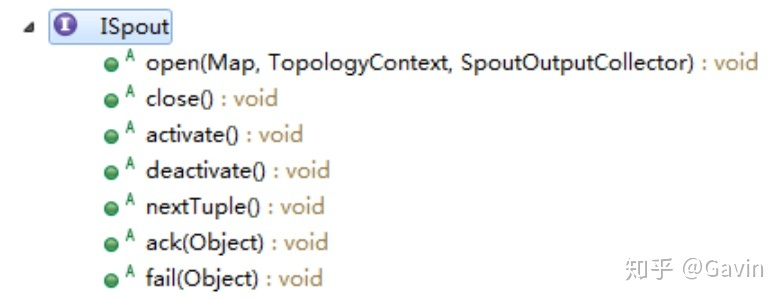 ISpout
A open(Map, TopologyContext, SpoutOutputCollector) : void
A close() : void
A activate() : void
A deactivate() : void
A nextTuple() : void
A ack(Object) : void
A fail(Object) : void
知乎 @Gavin